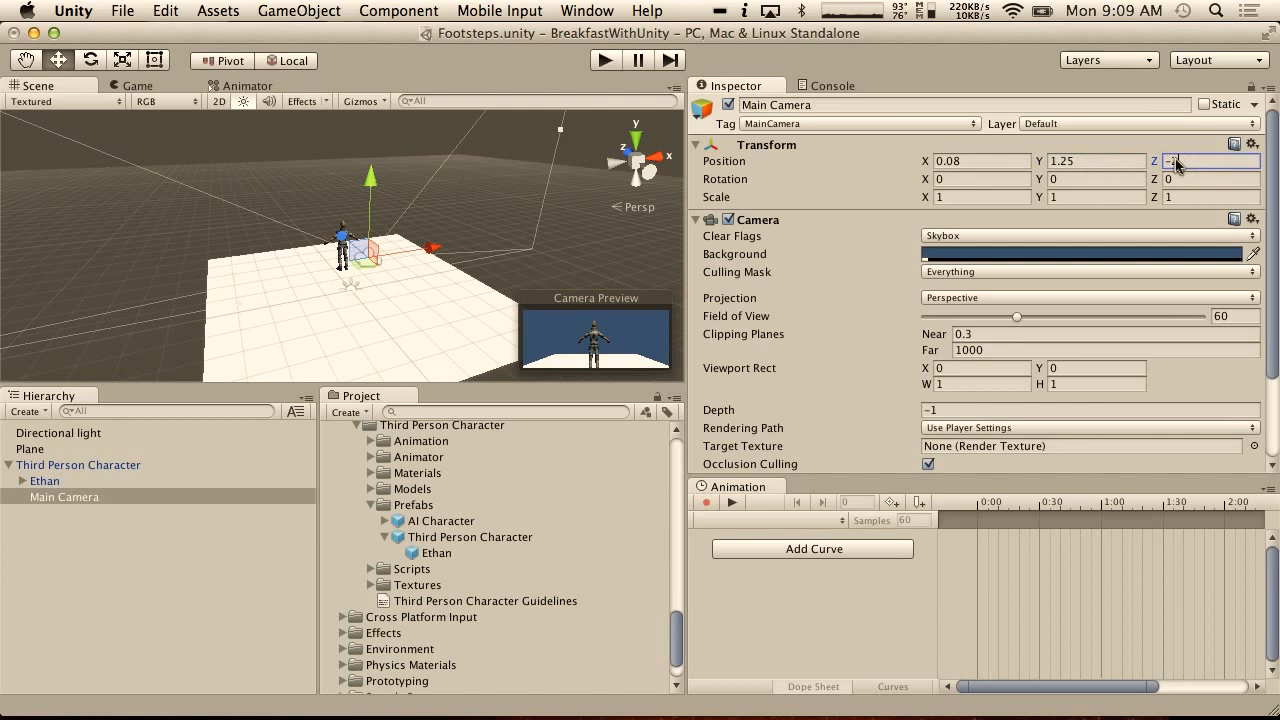 Unity File Edit Assets GameObject Component Mobile Input Window Help 93° 76° 220KB/s 10KB/s Mon 9:09 AM
Footsteps.unity - BreakfastWithUnity - PC, Mac & Linux Standalone
Pivot Local Layers Layout
Scene Game Animator
Textured RGB 2D Effects Gizmos All
y
x
z
Persp
Camera Preview
Inspector Console
Main Camera Static
Tag MainCamera Layer Default
Transform
Position X 0.08 Y 1.25 Z
Rotation X 0 Y 0 Z 0
Scale X 1 Y 1 Z 1
Camera
Clear Flags Skybox
Background
Culling Mask Everything
Projection Perspective
Field of View 60
Clipping Planes Near 0.3
Far 1000
Viewport Rect X 0 Y 0
W 1 H 1
Depth -1
Rendering Path Use Player Settings
Target Texture None (Render Texture)
Occlusion Culling
Hierarchy
Create All
Directional light
Plane
Third Person Character
Ethan
Main Camera
Project
Create
Third Person Character
Animation
Animator
Materials
Models
Prefabs
AI Character
Third Person Character
Ethan
Scripts
Textures
Third Person Character Guidelines
Cross Platform Input
Effects
Environment
Physics Materials
Prototyping
Animation
0 0:00 0:30 1:00 1:30 2:00
Samples 60
Add Curve
Dope Sheet Curves